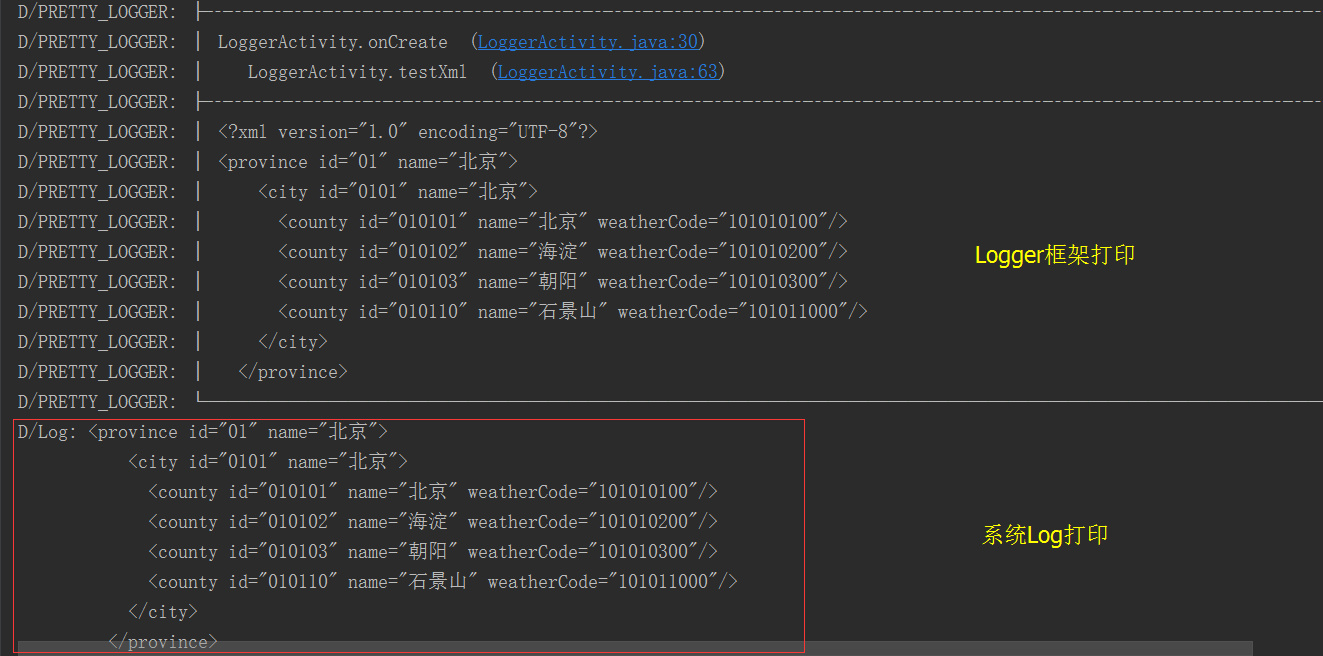 D/PRETTY_LOGGER: ├----------------------------------------------------------------
D/PRETTY_LOGGER: │ LoggerActivity.onCreate  (LoggerActivity.java:30)
D/PRETTY_LOGGER: │    LoggerActivity.testXml  (LoggerActivity.java:63)
D/PRETTY_LOGGER: ├----------------------------------------------------------------
D/PRETTY_LOGGER: │ <?xml version="1.0" encoding="UTF-8"?>
D/PRETTY_LOGGER: │ <province id="01" name="北京">
D/PRETTY_LOGGER: │     <city id="0101" name="北京">
D/PRETTY_LOGGER: │       <county id="010101" name="北京" weatherCode="101010100"/>
D/PRETTY_LOGGER: │       <county id="010102" name="海淀" weatherCode="101010200"/>
Logger框架打印
D/PRETTY_LOGGER: │       <county id="010103" name="朝阳" weatherCode="101010300"/>
D/PRETTY_LOGGER: │       <county id="010110" name="石景山" weatherCode="101011000"/>
D/PRETTY_LOGGER: │     </city>
D/PRETTY_LOGGER: │   </province>
D/PRETTY_LOGGER: └────────────────────────────────
D/Log: <province id="01" name="北京">
<city id="0101" name="北京">
<county id="010101" name="北京" weatherCode="101010100"/>
<county id="010102" name="海淀" weatherCode="101010200"/>
系统Log打印
<county id="010103" name="朝阳" weatherCode="101010300"/>
<county id="010110" name="石景山" weatherCode="101011000"/>
</city>
</province>